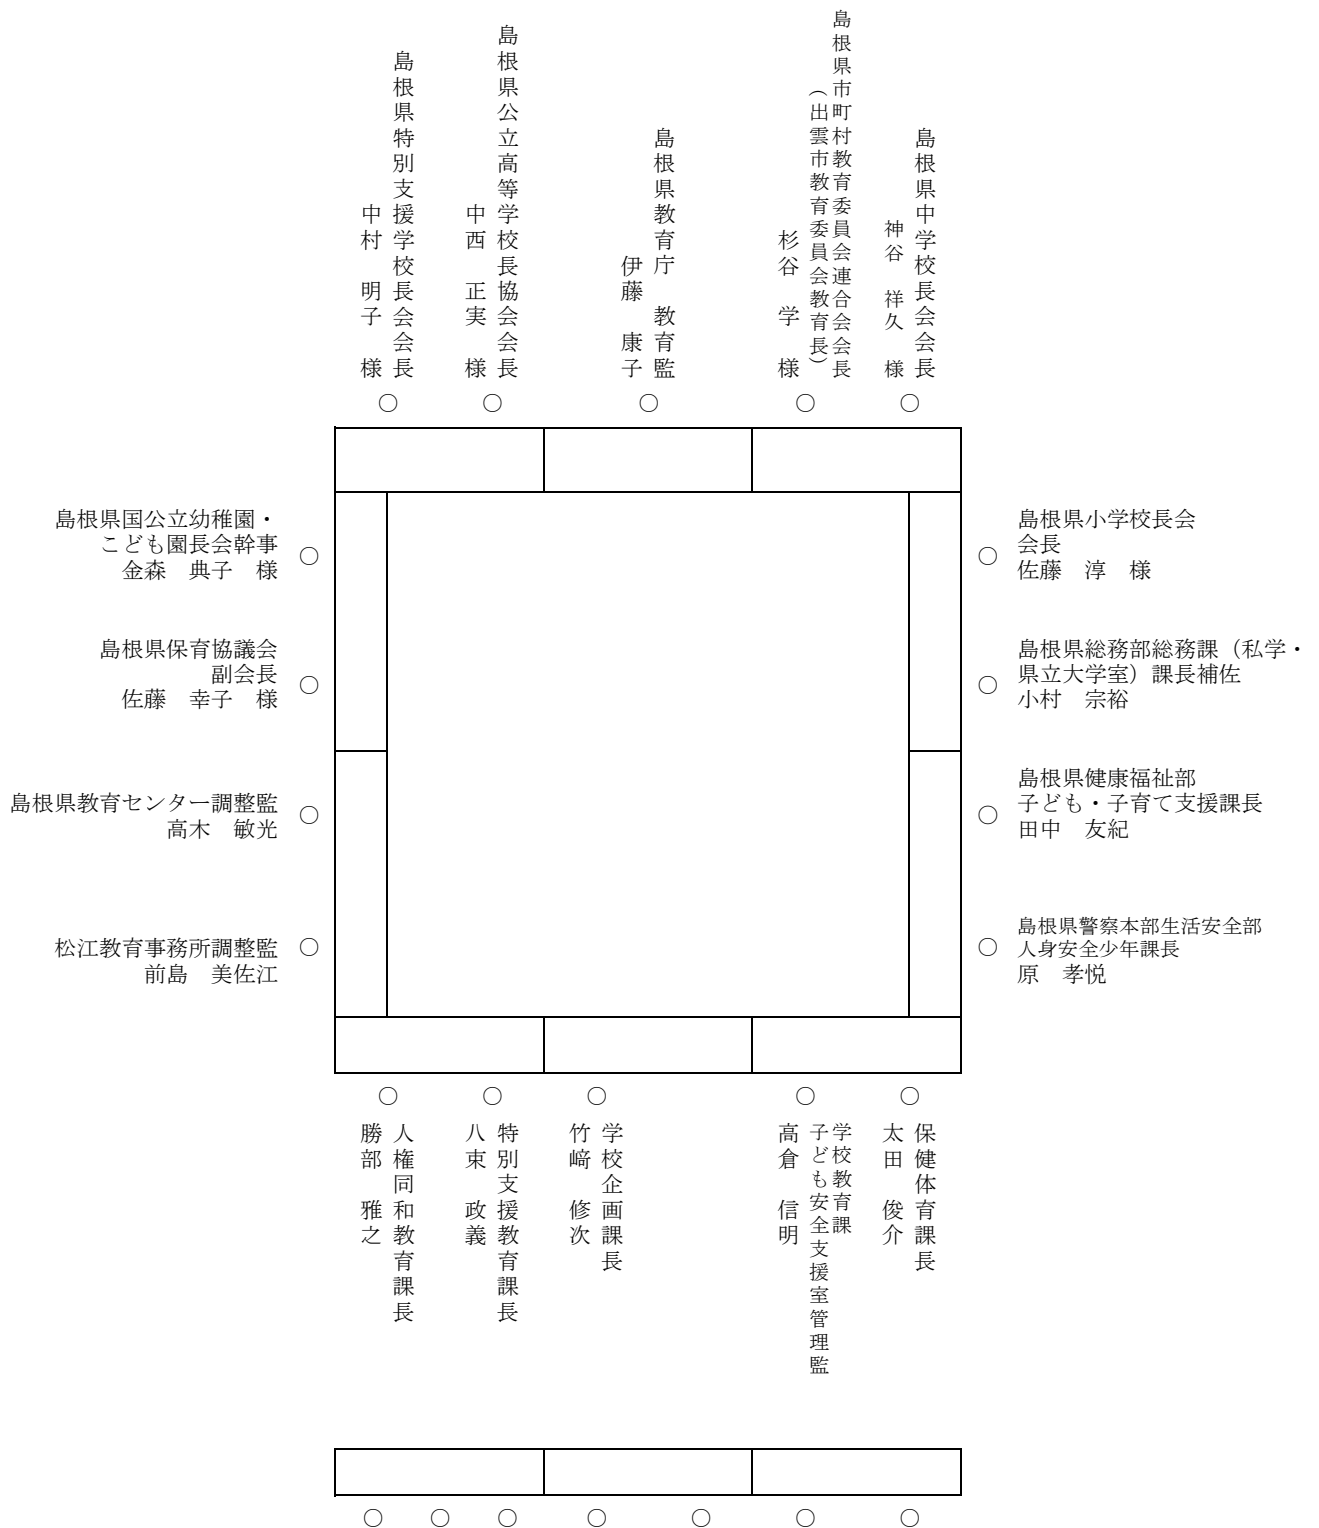 島根県中学校長会会長
神谷　祥久　様
島根県市町村教育委員会連合会会長
（出雲市教育委員会教育長）
杉谷　学　様
島根県教育庁　教育監
伊藤　康子
島根県公立高等学校長協会会長
中西　正実　様
島根県特別支援学校長会会長
中村　明子　様
○
○
○
○
○
島根県国公立幼稚園・
こども園長会幹事
金森　典子　様
○
島根県保育協議会
副会長
佐藤　幸子　様
○
島根県教育センター調整監
高木　敏光
○
松江教育事務所調整監
前島　美佐江
○
○
島根県小学校長会
会長
佐藤　淳　様
○
島根県総務部総務課（私学・
県立大学室）課長補佐
小村　宗裕
○
島根県健康福祉部
子ども・子育て支援課長
田中　友紀
○
島根県警察本部生活安全部
人身安全少年課長
原　孝悦
○
○
○
○
○
保健体育課長
太田　俊介
学校教育課
子ども安全支援室管理監
高倉　信明
学校企画課長
竹﨑　修次
特別支援教育課長
八束　政義
人権同和教育課長
勝部　雅之
○
○
○
○
○
○
○